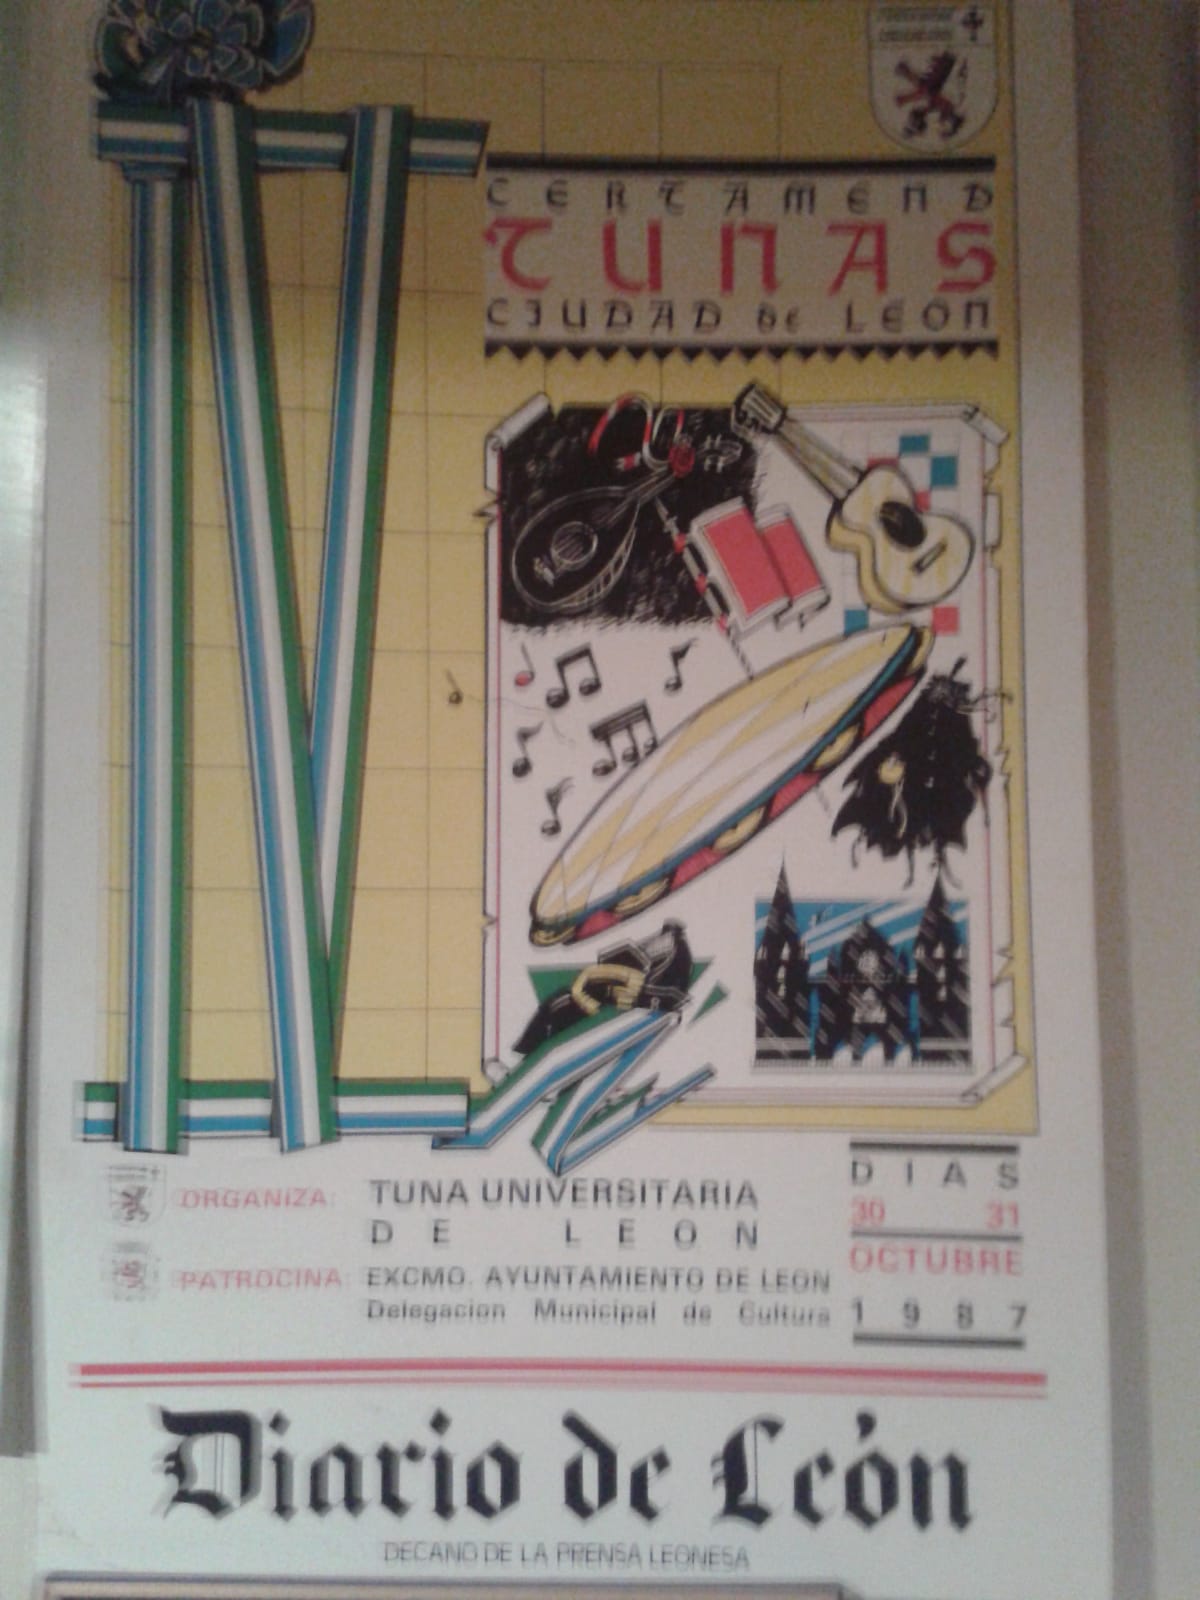 IV
CERTAMEN D
TUNAS
CIUDAD de LEON
ORGANIZA: TUNA UNIVERSITARIA
DE LEON
PATROCINA: EXCMO. AYUNTAMIENTO DE LEON
Delegacion Municipal de Cultura
DIAS
30 31
OCTUBRE
1987
Diario de León
DECANO DE LA PRENSA LEONESA